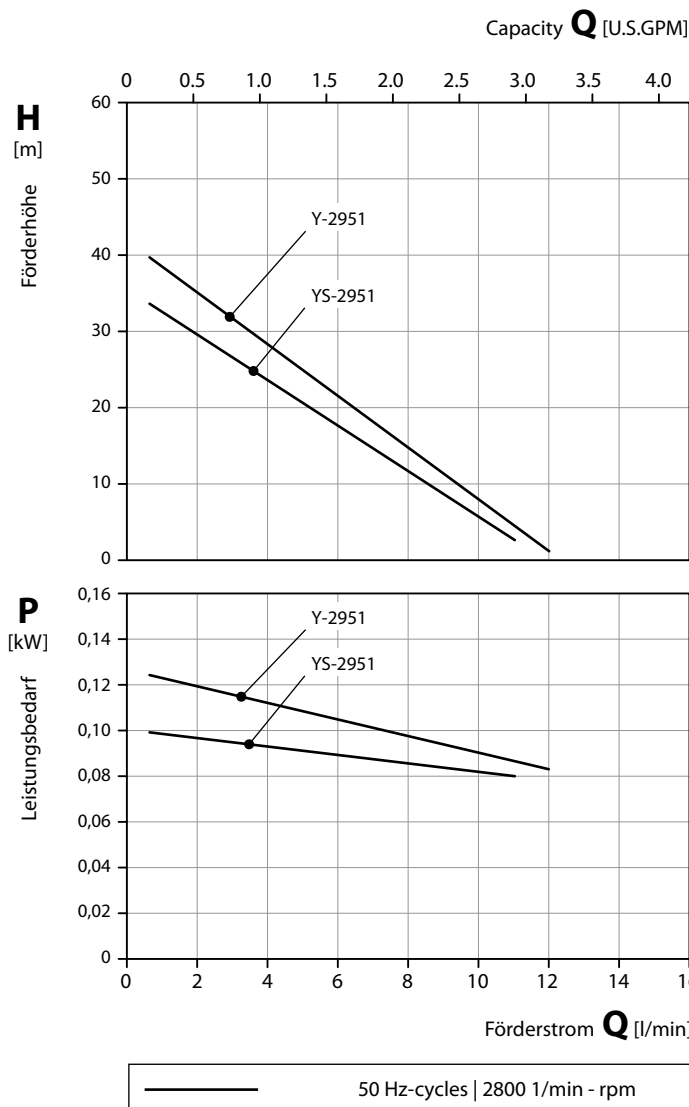 Capacity Q [U.S.GPM]
0 0.5 1.0 1.5 2.0 2.5 3.0 3.5 4.0
H
[m]
Förderhöhe
60
50
40
30
20
10
0
Y-2951
YS-2951
P
[kW]
Leistungsbedarf
0,16
0,14
0,12
0,10
0,08
0,06
0,04
0,02
0
Y-2951
YS-2951
0 2 4 6 8 10 12 14 16
Förderstrom Q [l/min]
50 Hz-cycles | 2800 1/min - rpm